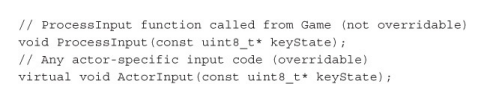 // ProcessInput function called from Game (not overridable)
void ProcessInput(const uint8_t* keyState);
// Any actor-specific input code (overridable)
virtual void ActorInput(const uint8_t* keyState);